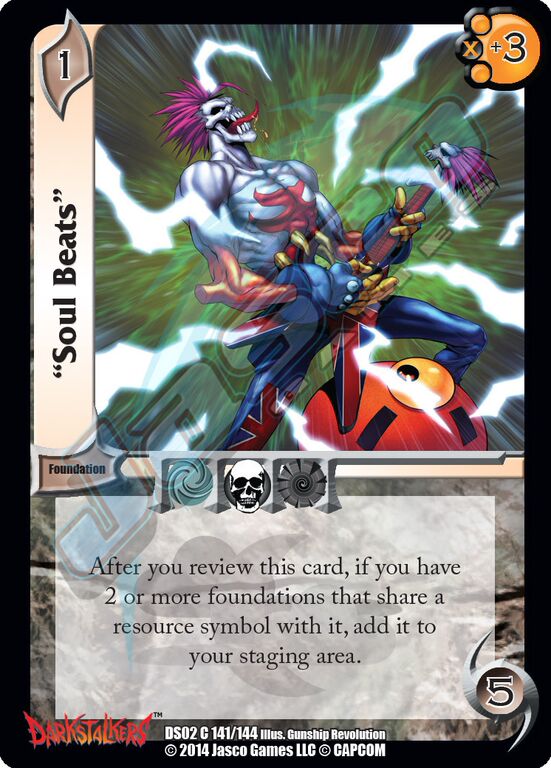 1
X +3
“Soul Beats”
Foundation
After you review this card, if you have
2 or more foundations that share a
resource symbol with it, add it to
your staging area.
5
DARKSTALKERS™
DS02 C 141/144 Illus. Gunship Revolution
© 2014 Jasco Games LLC © CAPCOM